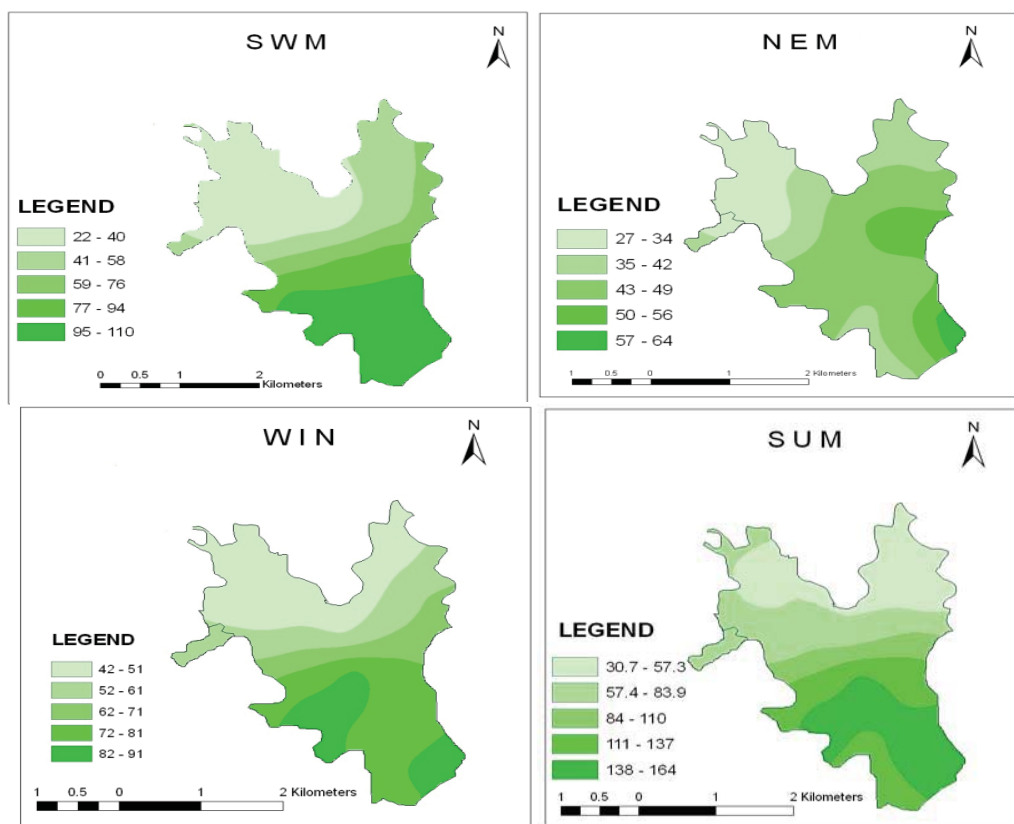 SWM
N
LEGEND
22 - 40
41 - 58
59 - 76
77 - 94
95 - 110
0 0.5 1 2 Kilometers
NEM
N
LEGEND
27 - 34
35 - 42
43 - 49
50 - 56
57 - 64
1 0.5 0 1 2 Kilometers
WIN
N
LEGEND
42 - 51
52 - 61
62 - 71
72 - 81
82 - 91
1 0.5 0 1 2 Kilometers
SUM
N
LEGEND
30.7 - 57.3
57.4 - 83.9
84 - 110
111 - 137
138 - 164
1 0.5 0 1 2 Kilometers